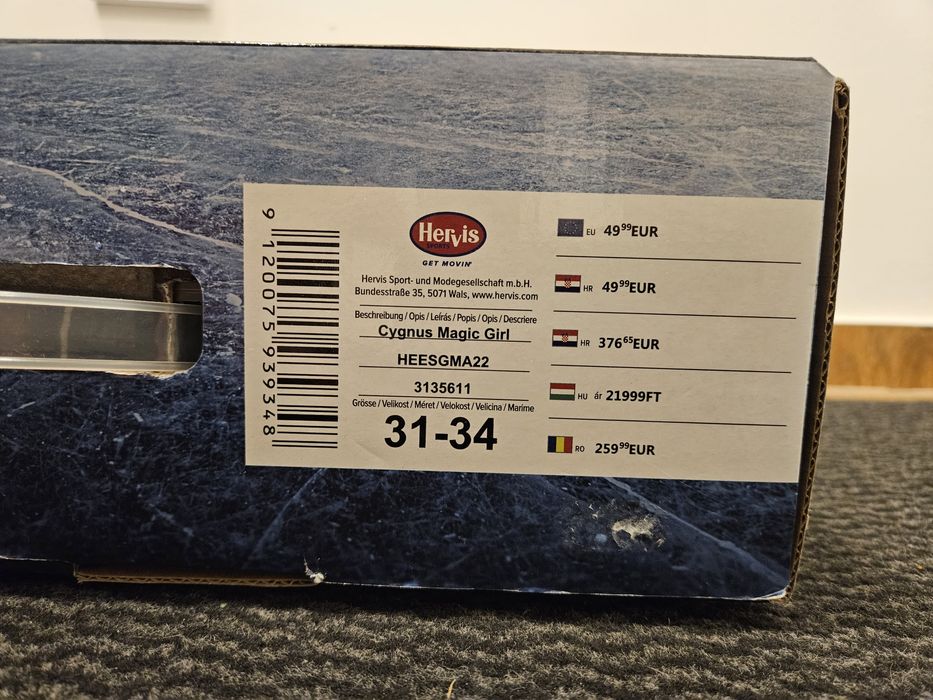 9 120075 939348
Hervis
SPORTS
GET MOVIN'
Hervis Sport- und Modegesellschaft m.b.H.
Bundesstraße 35, 5071 Wals, www.hervis.com
Beschreibung / Opis / Leírás / Popis / Opis / Descriere
Cygnus Magic Girl
HEESGMA22
3135611
Grösse / Velikost / Méret / Velokost / Velicina / Marime
31-34
EU 49⁹⁹EUR
HR 49⁹⁹EUR
HR 376⁶⁵EUR
HU ár 21999FT
RO 259⁹⁹EUR